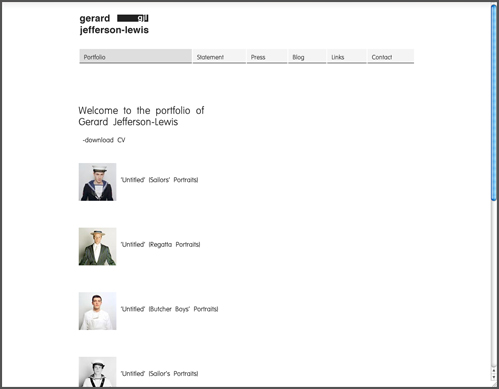 gerard gjl
jefferson-lewis
Portfolio Statement Press Blog Links Contact
Welcome to the portfolio of
Gerard Jefferson-Lewis
-download CV
'Untitled' (Sailors' Portraits)
'Untitled' (Regatta Portraits)
'Untitled' (Butcher Boys' Portraits)
'Untitled' (Sailor's Portraits)